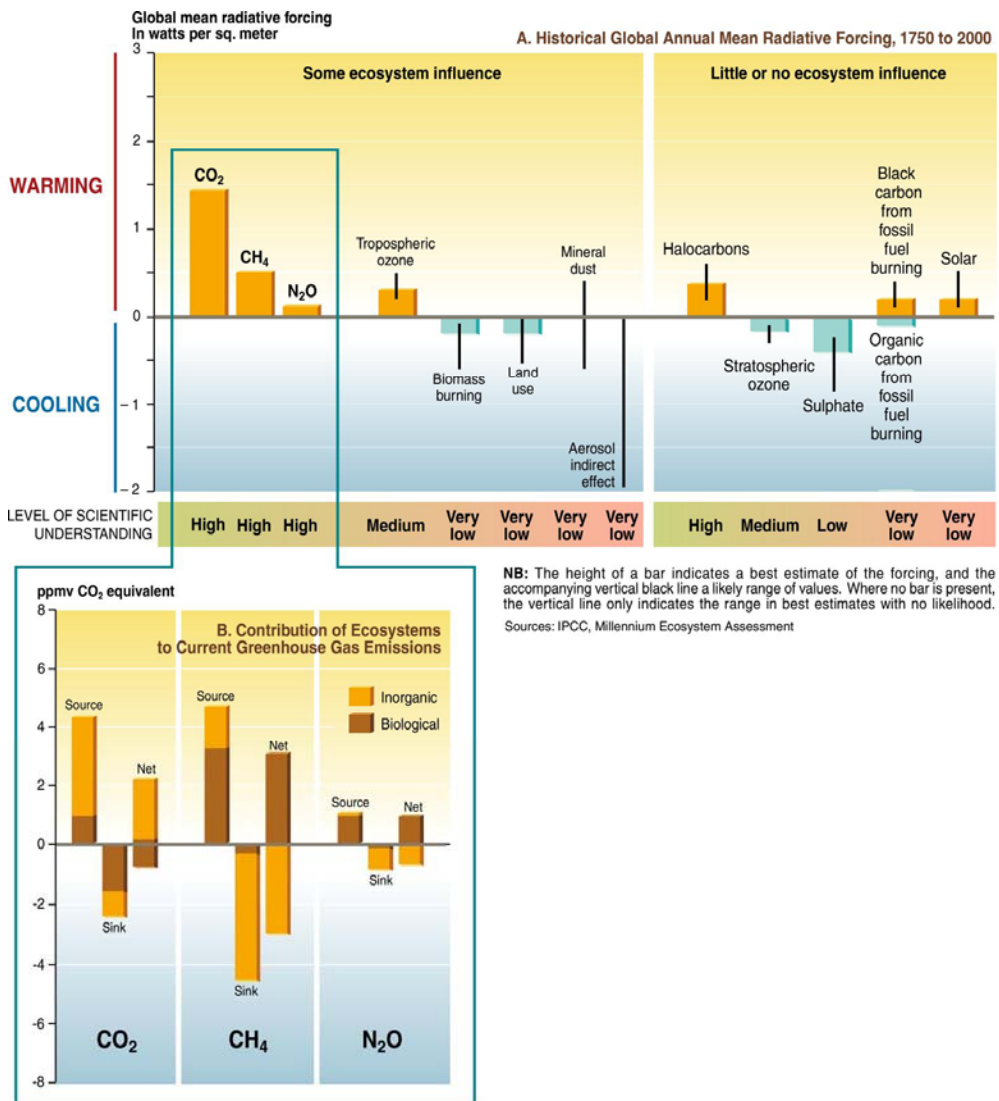 Global mean radiative forcing
In watts per sq. meter
A. Historical Global Annual Mean Radiative Forcing, 1750 to 2000
3
2
1
0
– 1
– 2
WARMING
COOLING
Some ecosystem influence
Little or no ecosystem influence
CO₂
CH₄
N₂O
Tropospheric
ozone
Biomass
burning
Land
use
Mineral
dust
Aerosol
indirect
effect
Halocarbons
Stratospheric
ozone
Sulphate
Black
carbon
from
fossil
fuel
burning
Organic
carbon
from
fossil
fuel
burning
Solar
LEVEL OF SCIENTIFIC
UNDERSTANDING
High High High Medium Very low Very low Very low Very low High Medium Low Very low Very low
NB: The height of a bar indicates a best estimate of the forcing, and the
accompanying vertical black line a likely range of values. Where no bar is present,
the vertical line only indicates the range in best estimates with no likelihood.
Sources: IPCC, Millennium Ecosystem Assessment
ppmv CO₂ equivalent
B. Contribution of Ecosystems
to Current Greenhouse Gas Emissions
8
6
4
2
0
-2
-4
-6
-8
Inorganic
Biological
Source
Net
Sink
Source
Net
Sink
Source
Net
Sink
CO₂
CH₄
N₂O